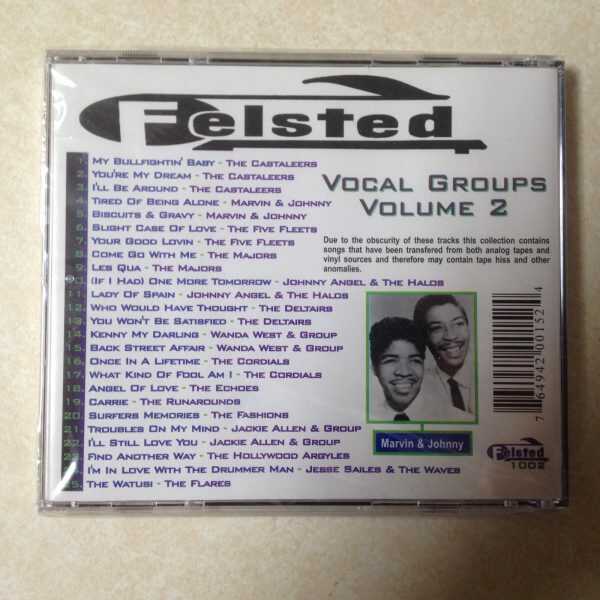 Felsted
Vocal Groups
Volume 2
1. My Bullfightin' Baby - The Castaleers
2. You're My Dream - The Castaleers
3. I'll Be Around - The Castaleers
4. Tired Of Being Alone - Marvin & Johnny
5. Biscuits & Gravy - Marvin & Johnny
6. Slight Case Of Love - The Five Fleets
7. Your Good Lovin - The Five Fleets
8. Come Go With Me - The Majors
9. Les Qua - The Majors
10. (If I Had) One More Tomorrow - Johnny Angel & The Halos
11. Lady Of Spain - Johnny Angel & The Halos
12. Who Would Have Thought - The Deltairs
13. You Won't Be Satisfied - The Deltairs
14. Kenny My Darling - Wanda West & Group
15. Back Street Affair - Wanda West & Group
16. Once In A Lifetime - The Cordials
17. What Kind Of Fool Am I - The Cordials
18. Angel Of Love - The Echoes
19. Carrie - The Runarounds
20. Surfers Memories - The Fashions
21. Troubles On My Mind - Jackie Allen & Group
22. I'll Still Love You - Jackie Allen & Group
23. Find Another Way - The Hollywood Argyles
24. I'm In Love With The Drummer Man - Jesse Sailes & The Waves
25. The Watusi - The Flares
Due to the obscurity of these tracks this collection contains
songs that have been transfered from both analog tapes and
vinyl sources and therefore may contain tape hiss and other
anomalies.
7 64942 00152 4
Marvin & Johnny
Felsted
1002